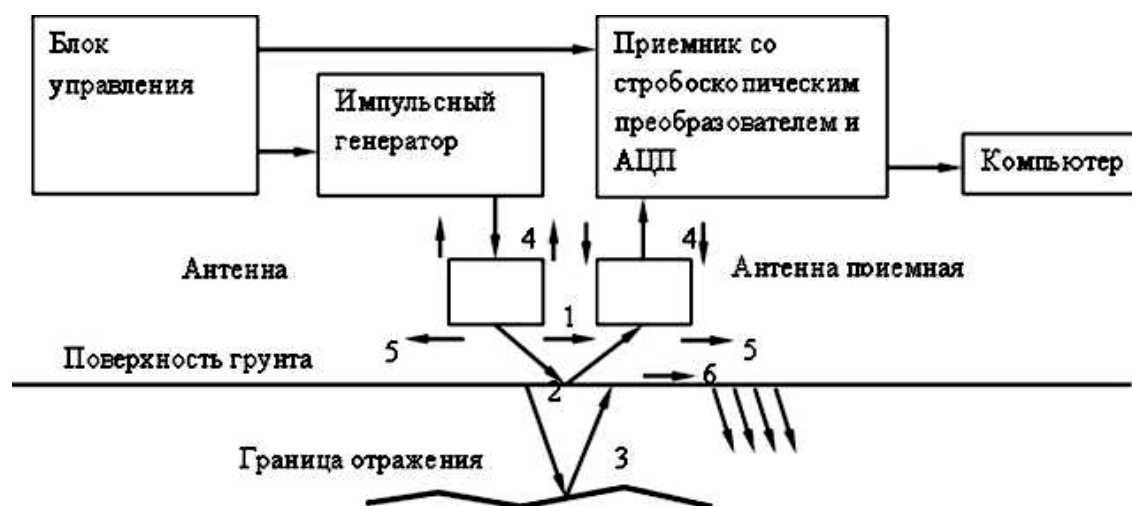 Блок
управления
Импульсный
генератор
Приемник со
стробоскопическим
преобразователем и
АЦП
Компьютер
4
4
Антенна
Антенна поиемная
1
5
5
Поверхность грунта
6
2
Граница отражения
3